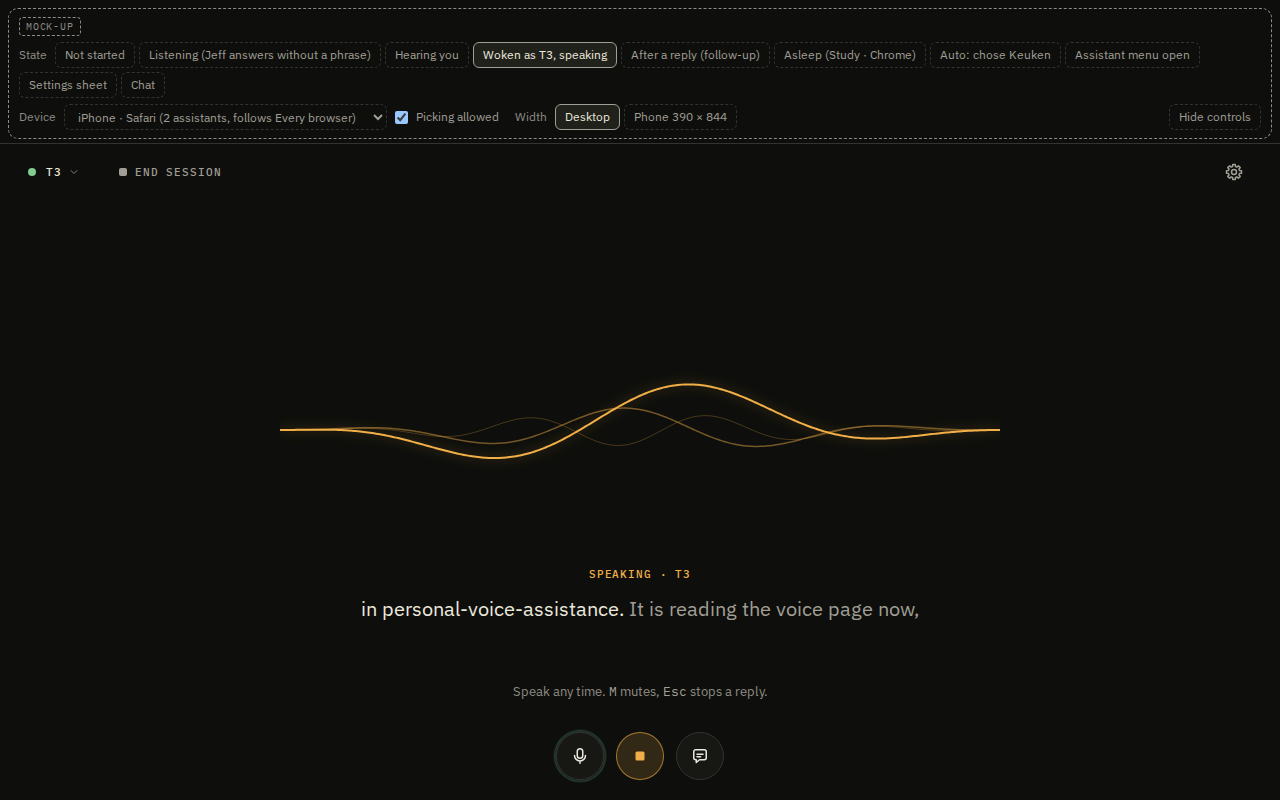 MOCK-UP
State Not started Listening (Jeff answers without a phrase) Hearing you Woken as T3, speaking After a reply (follow-up) Asleep (Study · Chrome) Auto: chose Keuken Assistant menu open
Settings sheet Chat
Device iPhone · Safari (2 assistants, follows Every browser) Picking allowed Width Desktop Phone 390 × 844 Hide controls
T3 END SESSION
SPEAKING · T3
in personal-voice-assistance. It is reading the voice page now,
Speak any time. M mutes, Esc stops a reply.